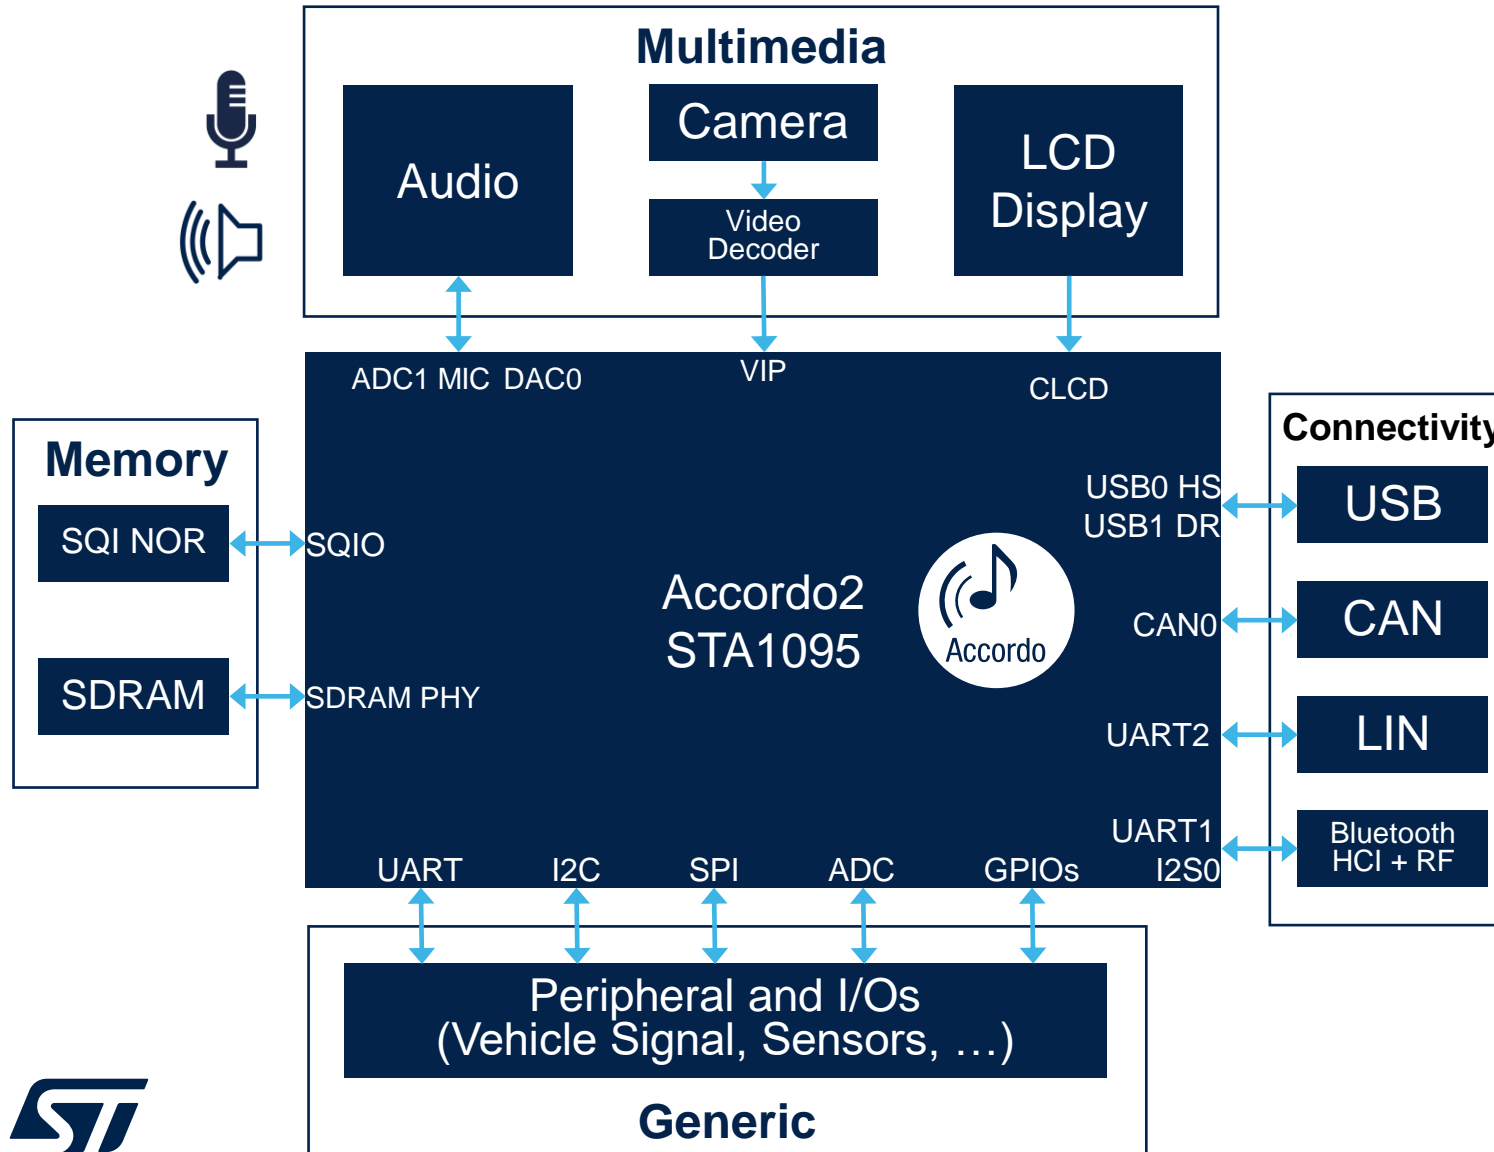 Multimedia
Audio
Camera
Video
Decoder
LCD
Display
ADC1 MIC DAC0
VIP
CLCD
Memory
SQI NOR
SQIO
SDRAM
SDRAM PHY
Accordo2
STA1095
Accordo
Connectivity
USB0 HS
USB1 DR
USB
CAN0
CAN
UART2
LIN
UART1
I2S0
Bluetooth
HCI + RF
UART
I2C
SPI
ADC
GPIOs
Peripheral and I/Os
(Vehicle Signal, Sensors, …)
Generic
ST